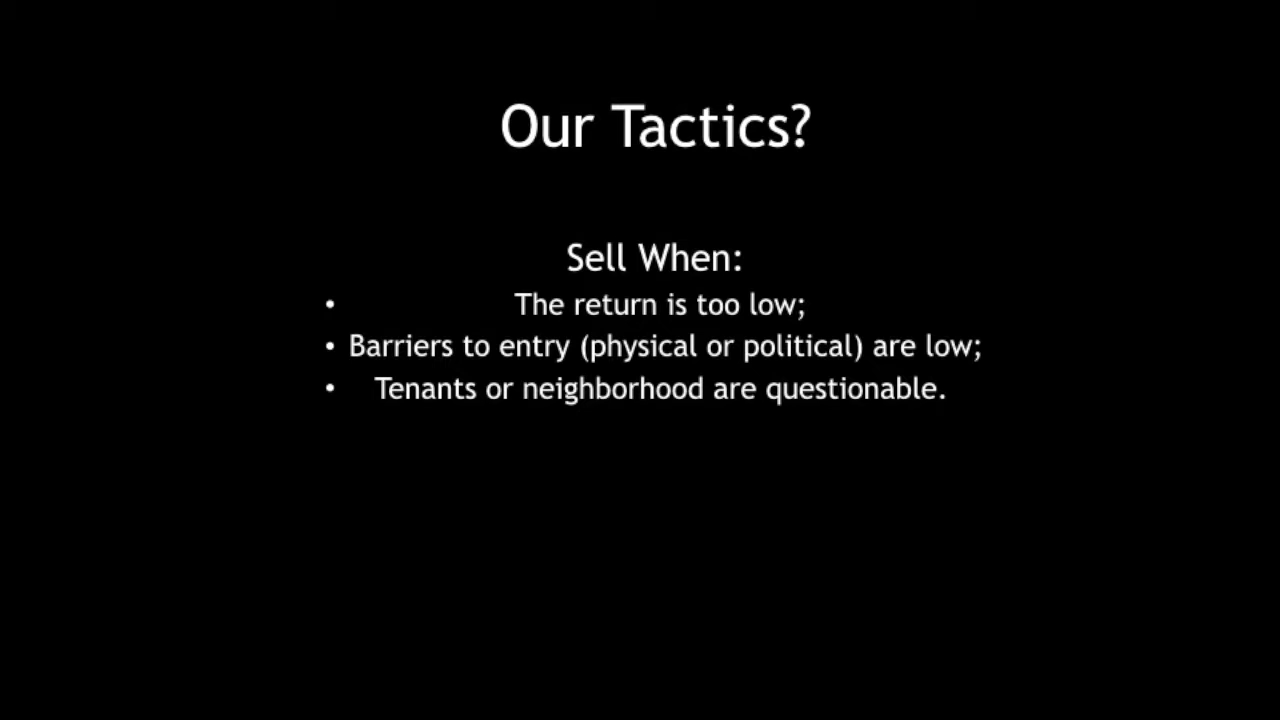 Our Tactics?
Sell When:
• The return is too low;
• Barriers to entry (physical or political) are low;
• Tenants or neighborhood are questionable.